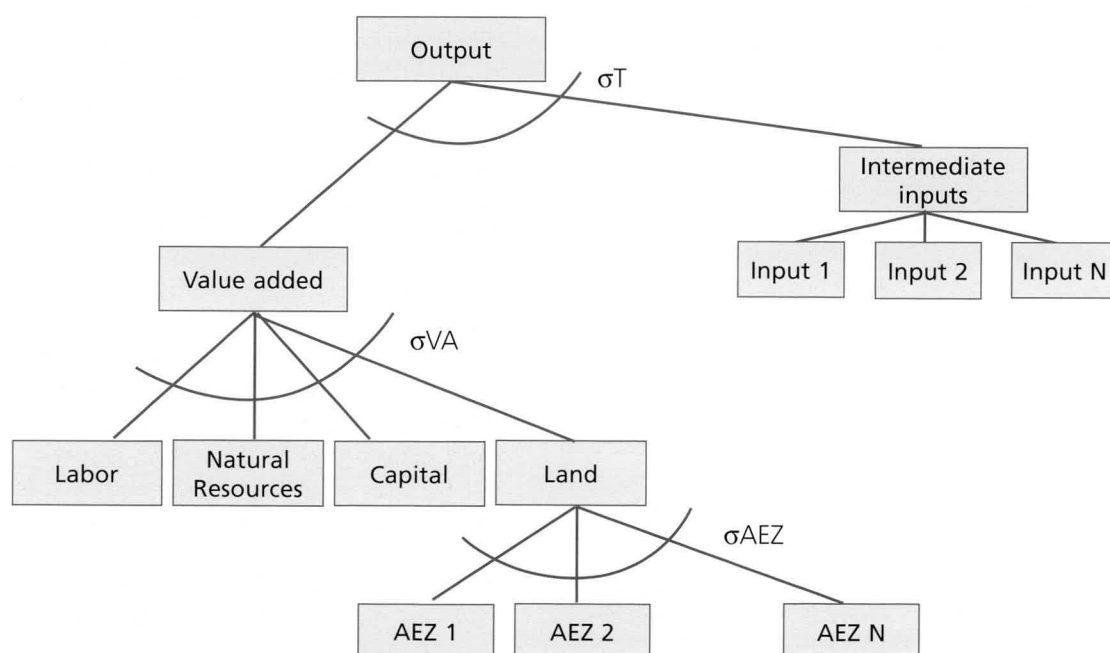 Output
σT
Intermediate
inputs
Value added
Input 1
Input 2
Input N
σVA
Labor
Natural
Resources
Capital
Land
σAEZ
AEZ 1
AEZ 2
AEZ N